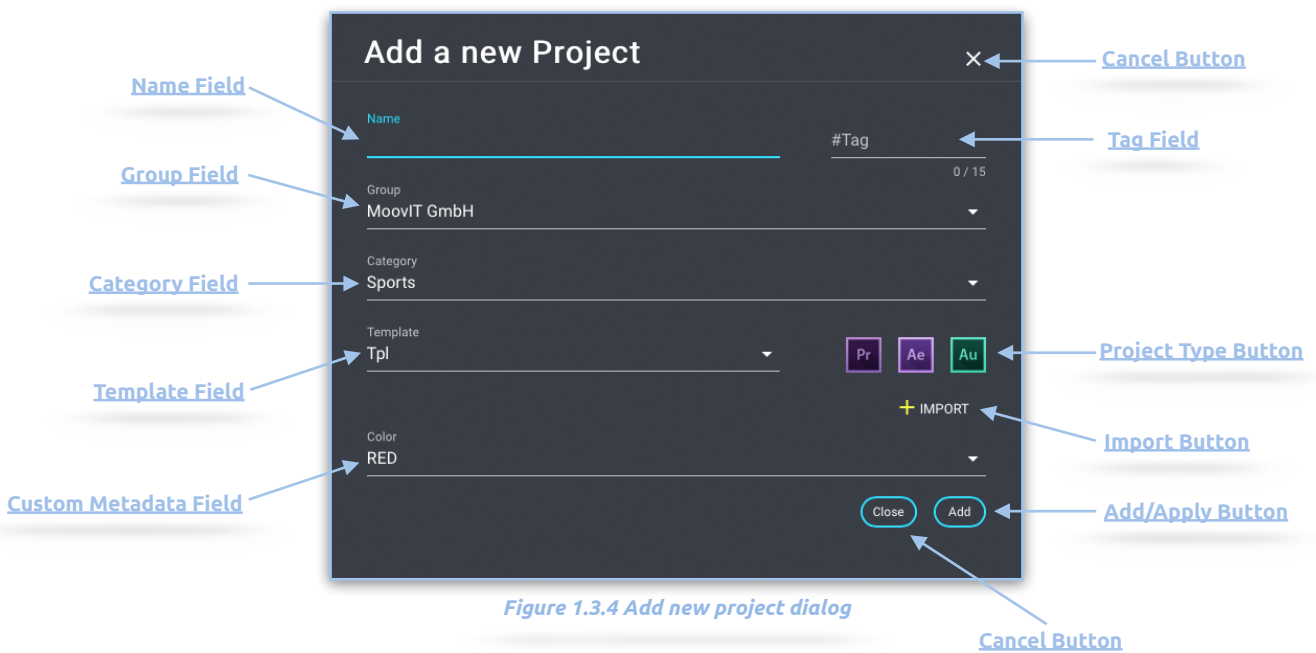 Add a new Project
Cancel Button
Name Field
Name
#Tag
Tag Field
0 / 15
Group Field
Group
MoovIT GmbH
Category Field
Category
Sports
Template Field
Template
Tpl
Pr
Ae
Au
Project Type Button
IMPORT
Import Button
Custom Metadata Field
Color
RED
Close
Add
Add/Apply Button
Figure 1.3.4 Add new project dialog
Cancel Button